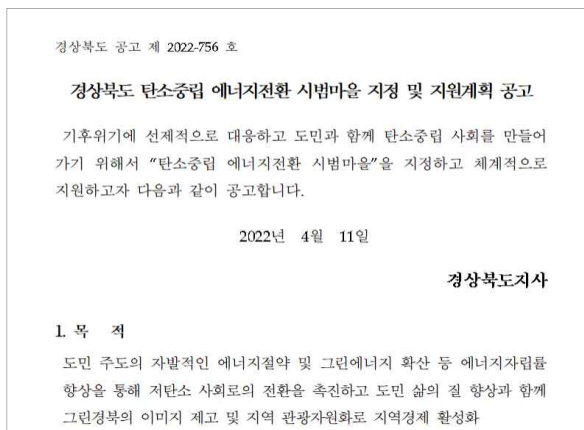 경상북도 공고 제 2022-756 호
경상북도 탄소중립 에너지전환 시범마을 지정 및 지원계획 공고
기후위기에 선제적으로 대응하고 도민과 함께 탄소중립 사회를 만들어
가기 위해서 “탄소중립 에너지전환 시범마을”을 지정하고 체계적으로
지원하고자 다음과 같이 공고합니다.
2022년 4월 11일
경상북도지사
1. 목 적
도민 주도의 자발적인 에너지절약 및 그린에너지 확산 등 에너지자립률
향상을 통해 저탄소 사회로의 전환을 촉진하고 도민 삶의 질 향상과 함께
그린경북의 이미지 제고 및 지역 관광자원화로 지역경제 활성화